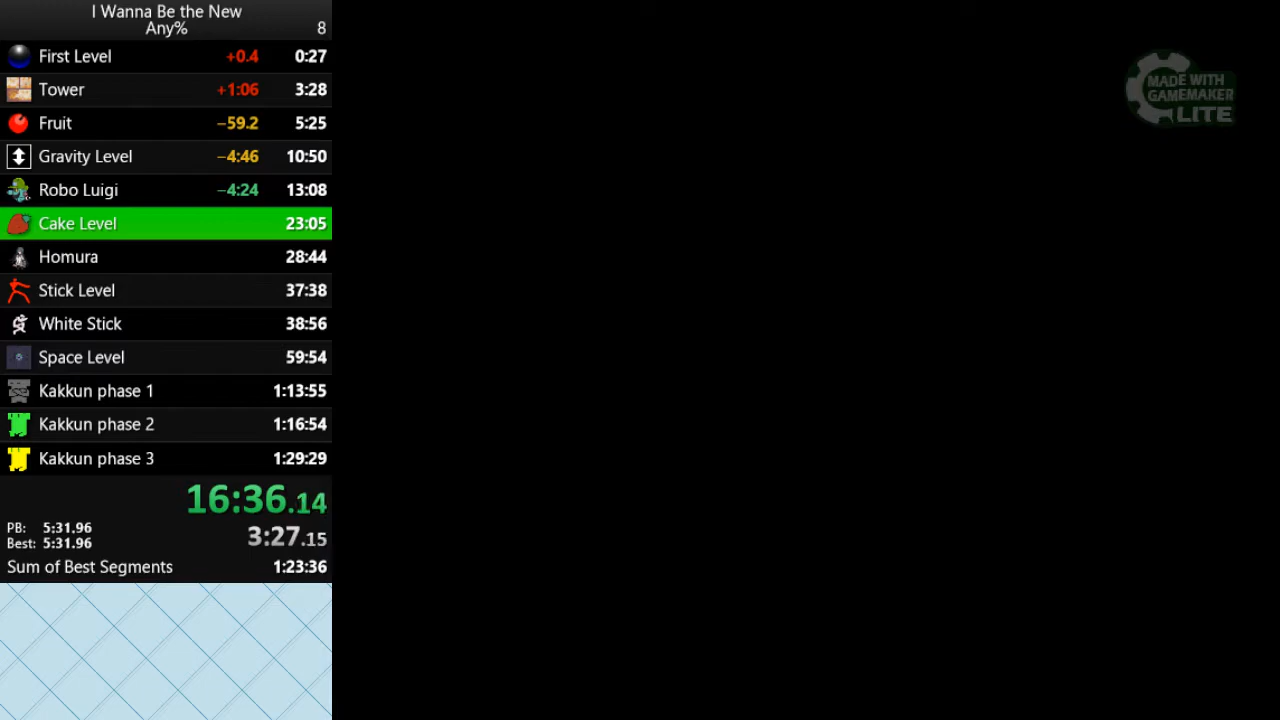 I Wanna Be the New
Any% 8
First Level +0.4 0:27
Tower +1:06 3:28
Fruit −59.2 5:25
Gravity Level −4:46 10:50
Robo Luigi −4:24 13:08
Cake Level 23:05
Homura 28:44
Stick Level 37:38
White Stick 38:56
Space Level 59:54
Kakkun phase 1 1:13:55
Kakkun phase 2 1:16:54
Kakkun phase 3 1:29:29
16:36.14
PB: 5:31.96
Best: 5:31.96
3:27.15
Sum of Best Segments 1:23:36
MADE WITH
GAMEMAKER
LITE